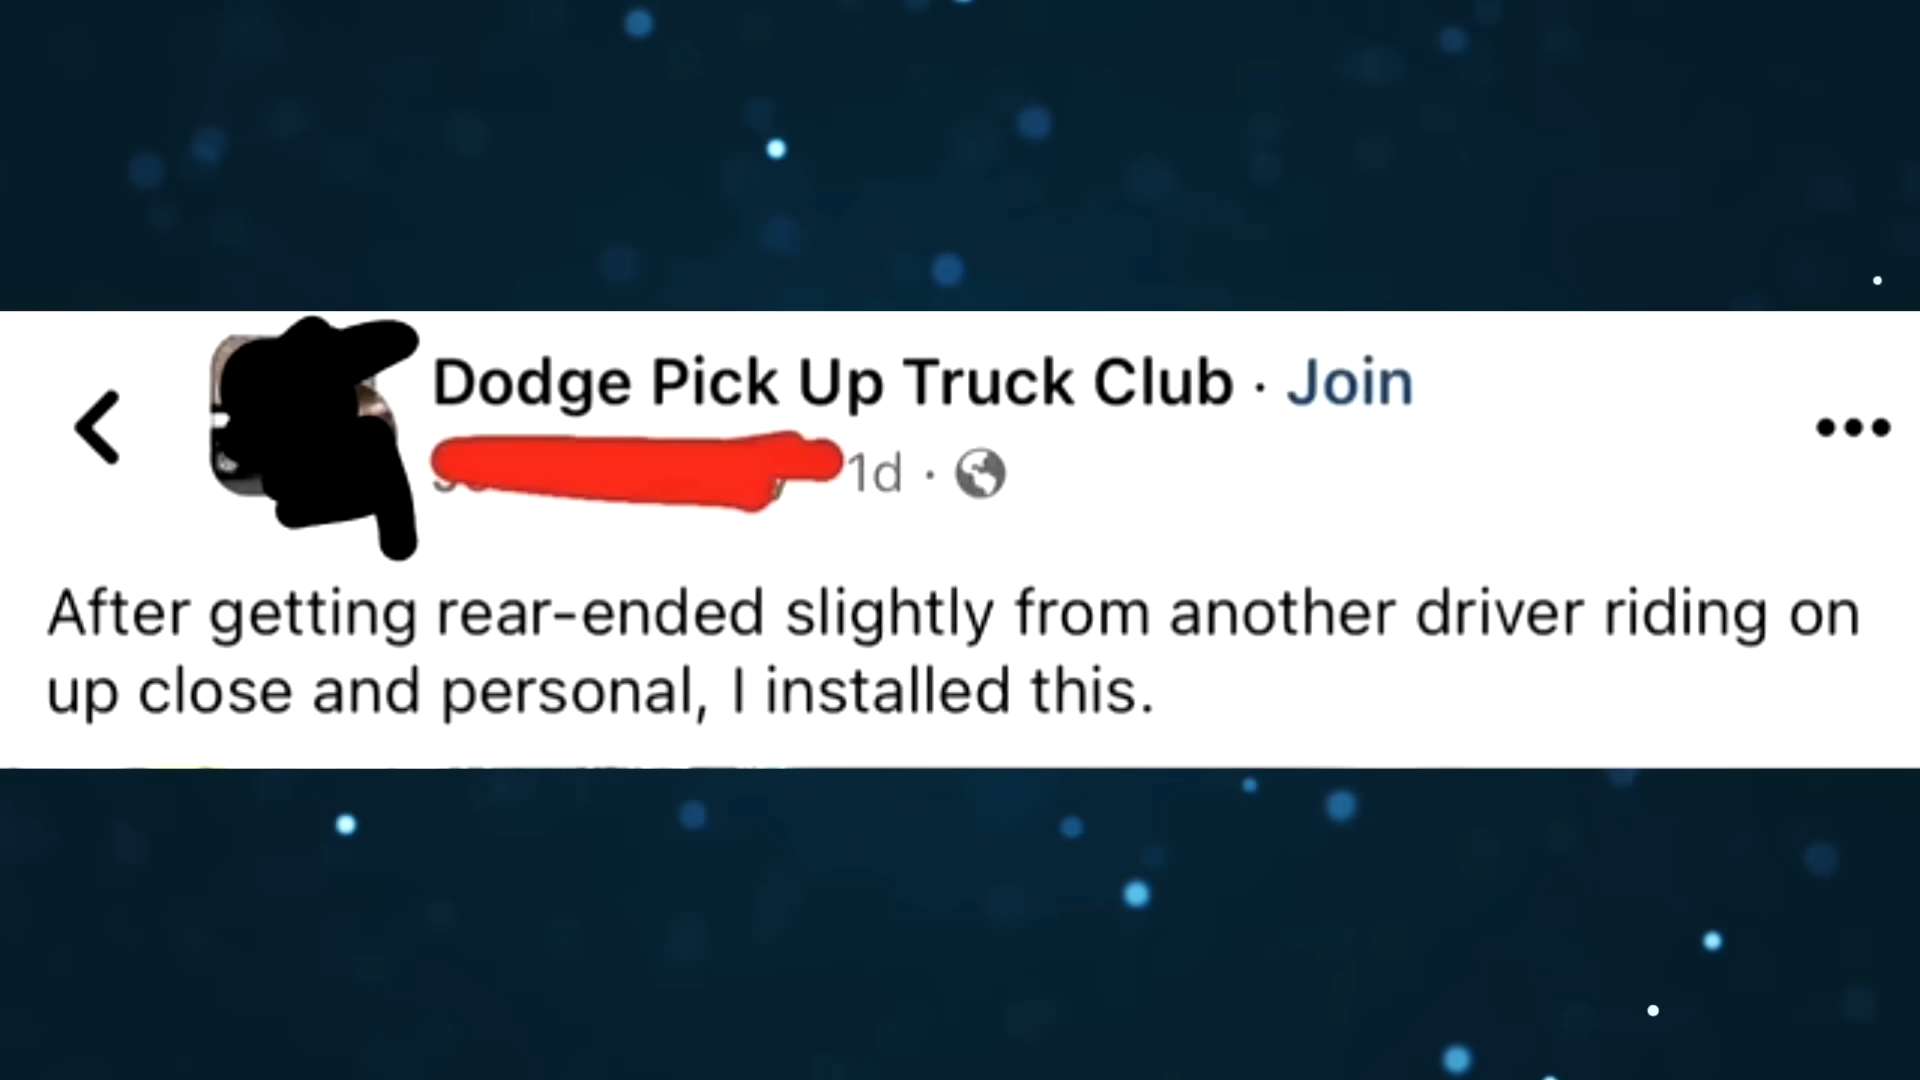 Dodge Pick Up Truck Club · Join
1d ·
After getting rear-ended slightly from another driver riding on
up close and personal, I installed this.